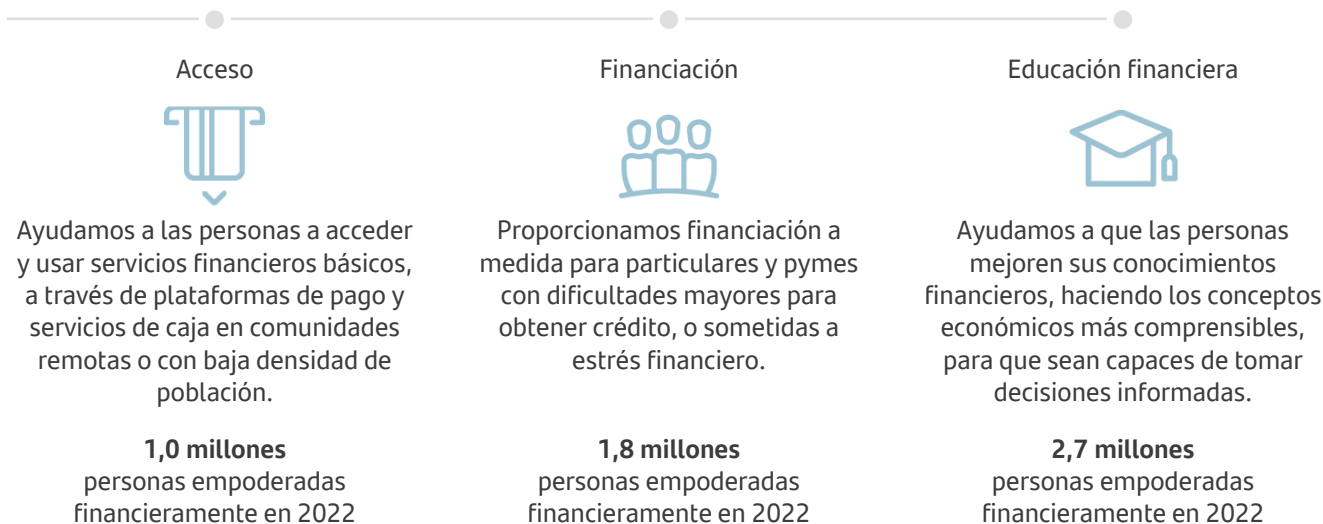 Acceso
Ayudamos a las personas a acceder
y usar servicios financieros básicos,
a través de plataformas de pago y
servicios de caja en comunidades
remotas o con baja densidad de
población.
1,0 millones
personas empoderadas
financieramente en 2022
Financiación
Proporcionamos financiación a
medida para particulares y pymes
con dificultades mayores para
obtener crédito, o sometidas a
estrés financiero.
1,8 millones
personas empoderadas
financieramente en 2022
Educación financiera
Ayudamos a que las personas
mejoren sus conocimientos
financieros, haciendo los conceptos
económicos más comprensibles,
para que sean capaces de tomar
decisiones informadas.
2,7 millones
personas empoderadas
financieramente en 2022